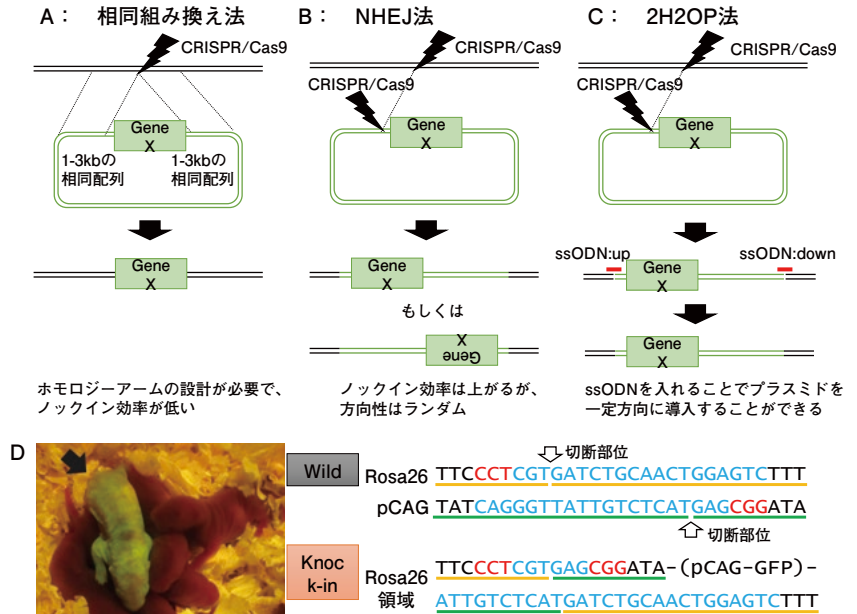 A： 相同組み換え法
CRISPR/Cas9
Gene
X
1-3kbの
相同配列
1-3kbの
相同配列
Gene
X
ホモロジーアームの設計が必要で、
ノックイン効率が低い
B： NHEJ法
CRISPR/Cas9
CRISPR/Cas9
Gene
X
Gene
X
もしくは
Gene
X
ノックイン効率は上がるが、
方向性はランダム
C： 2H2OP法
CRISPR/Cas9
CRISPR/Cas9
Gene
X
ssODN:up
ssODN:down
Gene
X
Gene
X
ssODNを入れることでプラスミドを
一定方向に導入することができる
D
Wild
切断部位
Rosa26 TTCCCCTCGTGATCTGCAACTGGAGTCTTT
pCAG TATCAGGGTTATTGTCTCATGAGCGGATA
切断部位
Knoc
k-in
Rosa26
領域
TTCCCCTCGTGAGCGGATA-(pCAG-GFP)-
ATTGTCTCATGATCTGCAACTGGAGTCTTT